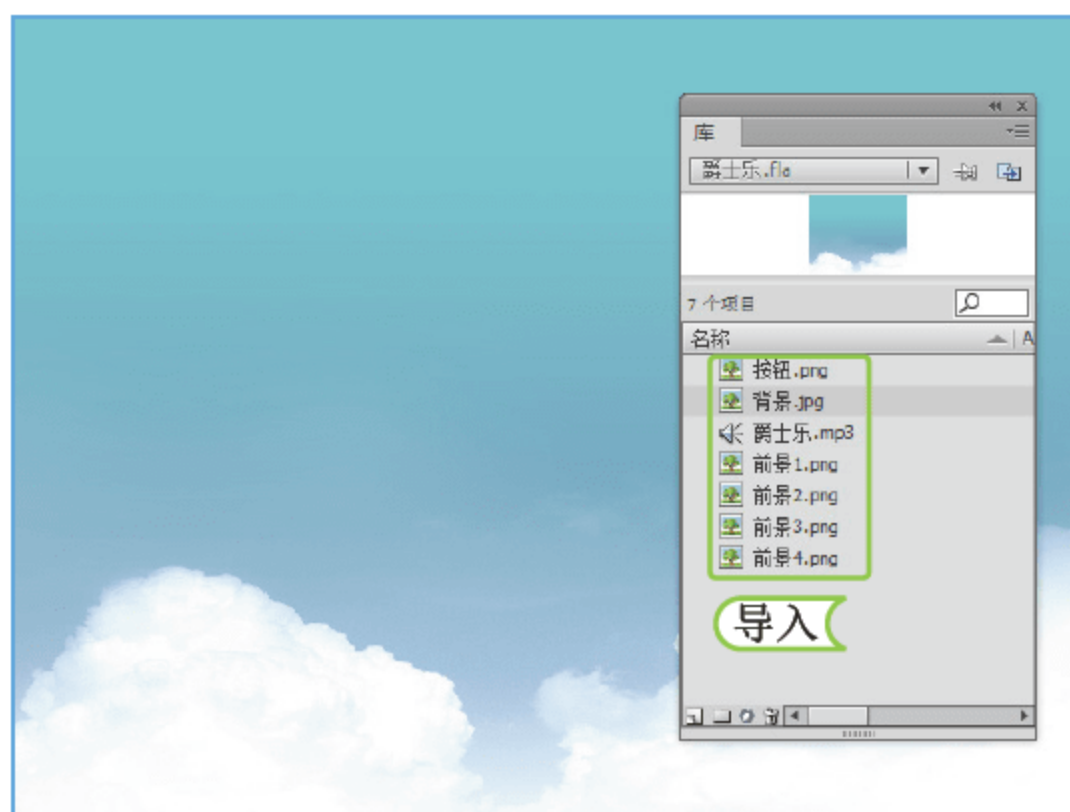 库
爵士乐.fla
7 个项目
名称 A
按钮.png
背景.jpg
爵士乐.mp3
前景1.png
前景2.png
前景3.png
前景4.png
导入